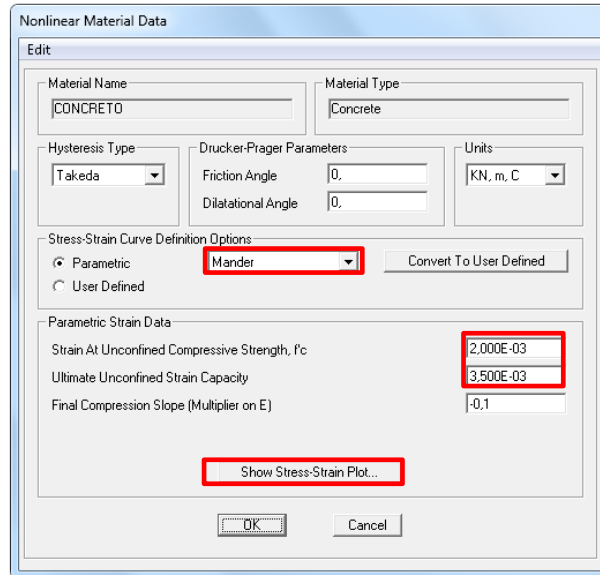 Nonlinear Material Data
Edit
Material Name
Material Type
CONCRETO
Concrete
Hysteresis Type
Drucker-Prager Parameters
Units
Takeda
Friction Angle
0,
KN, m, C
Dilatational Angle
0,
Stress-Strain Curve Definition Options
Parametric
Mander
Convert To User Defined
User Defined
Parametric Strain Data
Strain At Unconfined Compressive Strength, f'c
2,000E-03
Ultimate Unconfined Strain Capacity
3,500E-03
Final Compression Slope (Multiplier on E)
-0,1
Show Stress-Strain Plot...
OK
Cancel